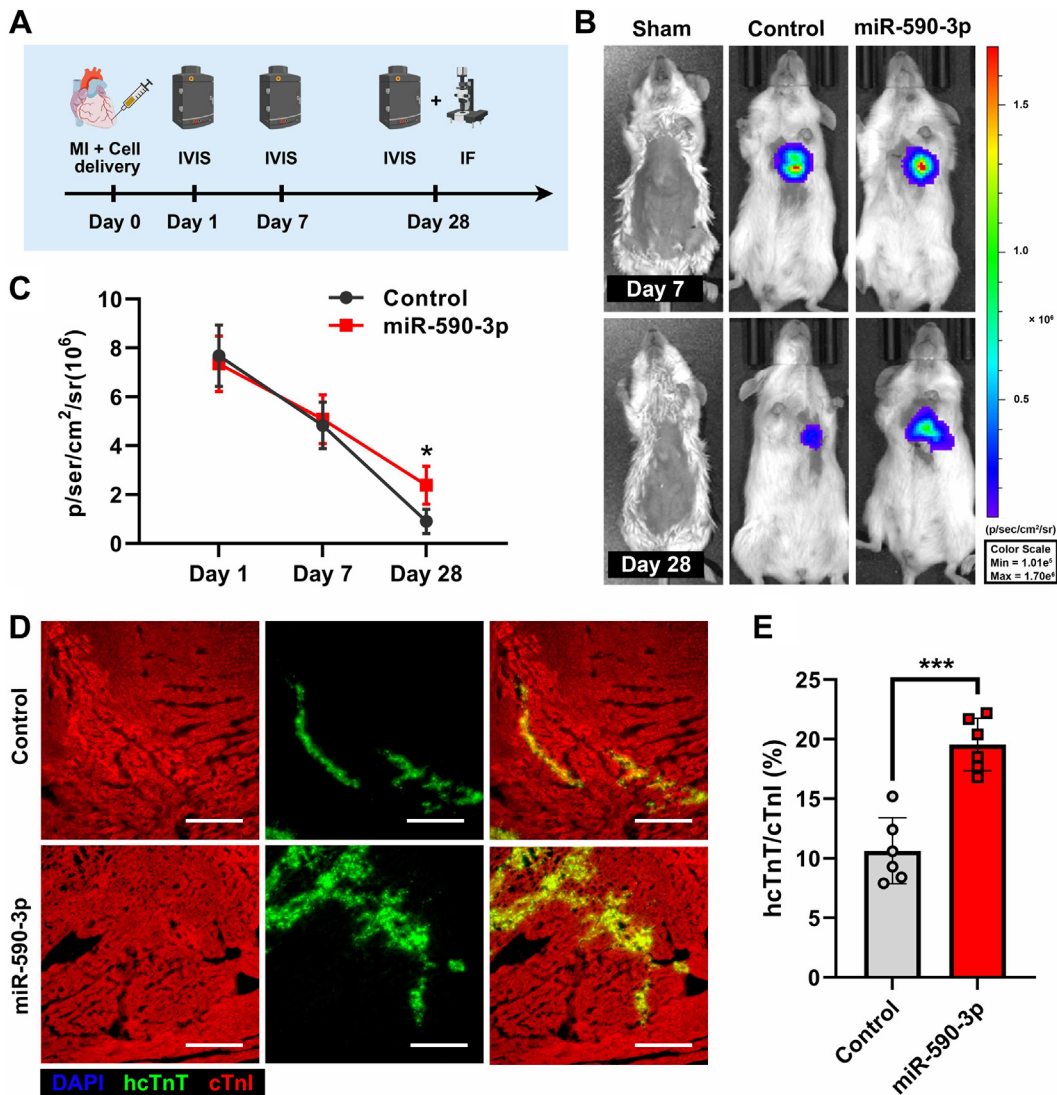 A
MI + Cell
delivery
IVIS
IVIS
IVIS
+
IF
Day 0
Day 1
Day 7
Day 28
B
Sham
Control
miR-590-3p
Day 7
Day 28
1.5
1.0
× 10⁶
0.5
(p/sec/cm²/sr)
Color Scale
Min = 1.01e⁵
Max = 1.70e⁶
C
Control
miR-590-3p
p/ser/cm²/sr(10⁶)
10
8
6
4
2
0
*
Day 1
Day 7
Day 28
D
Control
miR-590-3p
DAPI hcTnT cTnI
E
***
hcTnT/cTnI (%)
25
20
15
10
5
0
Control
miR-590-3p